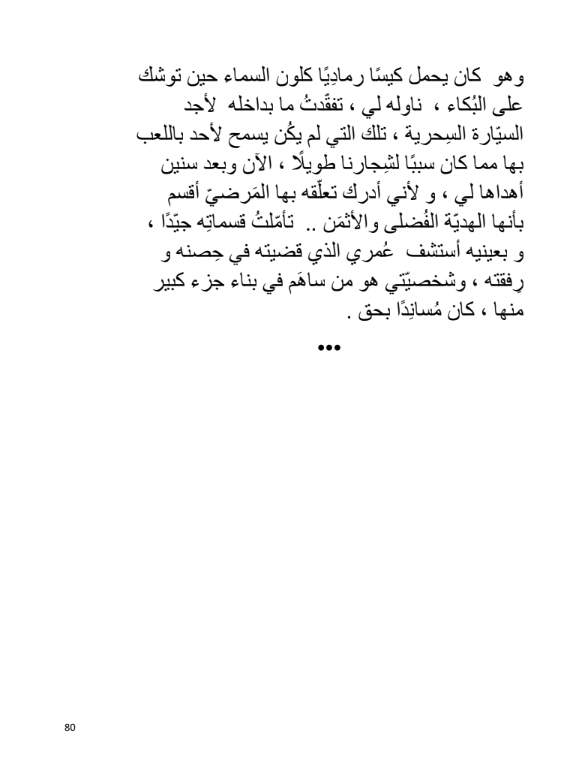 وهو  كان يحمل كيسًا رماديًا كلون السماء حين توشك
على البُكاء ،  ناوله لي ، تفقّدتُ ما بداخله  لأجد
السيّارة السِحرية ، تلك التي لم يكُن يسمح لأحد باللعب
بها مما كان سببًا لشِجارنا طويلًا ، الآن وبعد سنين
أهداها لي ، و لأني أدرك تعلّقه بها المَرضيّ أقسم
بأنها الهديّة الفُضلى والأثمَن ..  تأمّلتُ قسماتِه جيّدًا ،
و بعينيه أستشف  عُمري الذي قضيته في حِصنه و
رِفقته ، وشخصيّتي هو من ساهَم في بناء جزء كبير
منها ، كان مُسانِدًا بحق .
•••
80